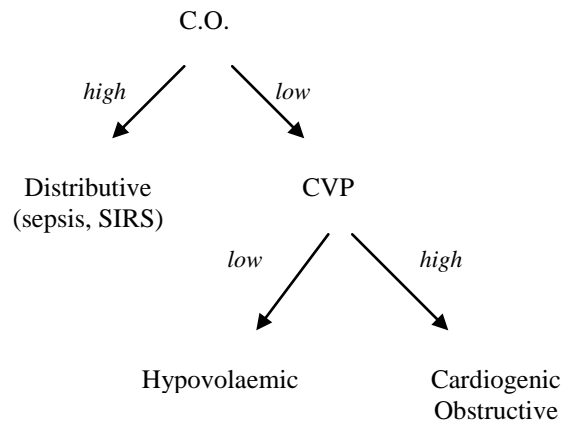 C.O.
high
low
Distributive
(sepsis, SIRS)
CVP
low
high
Hypovolaemic
Cardiogenic
Obstructive